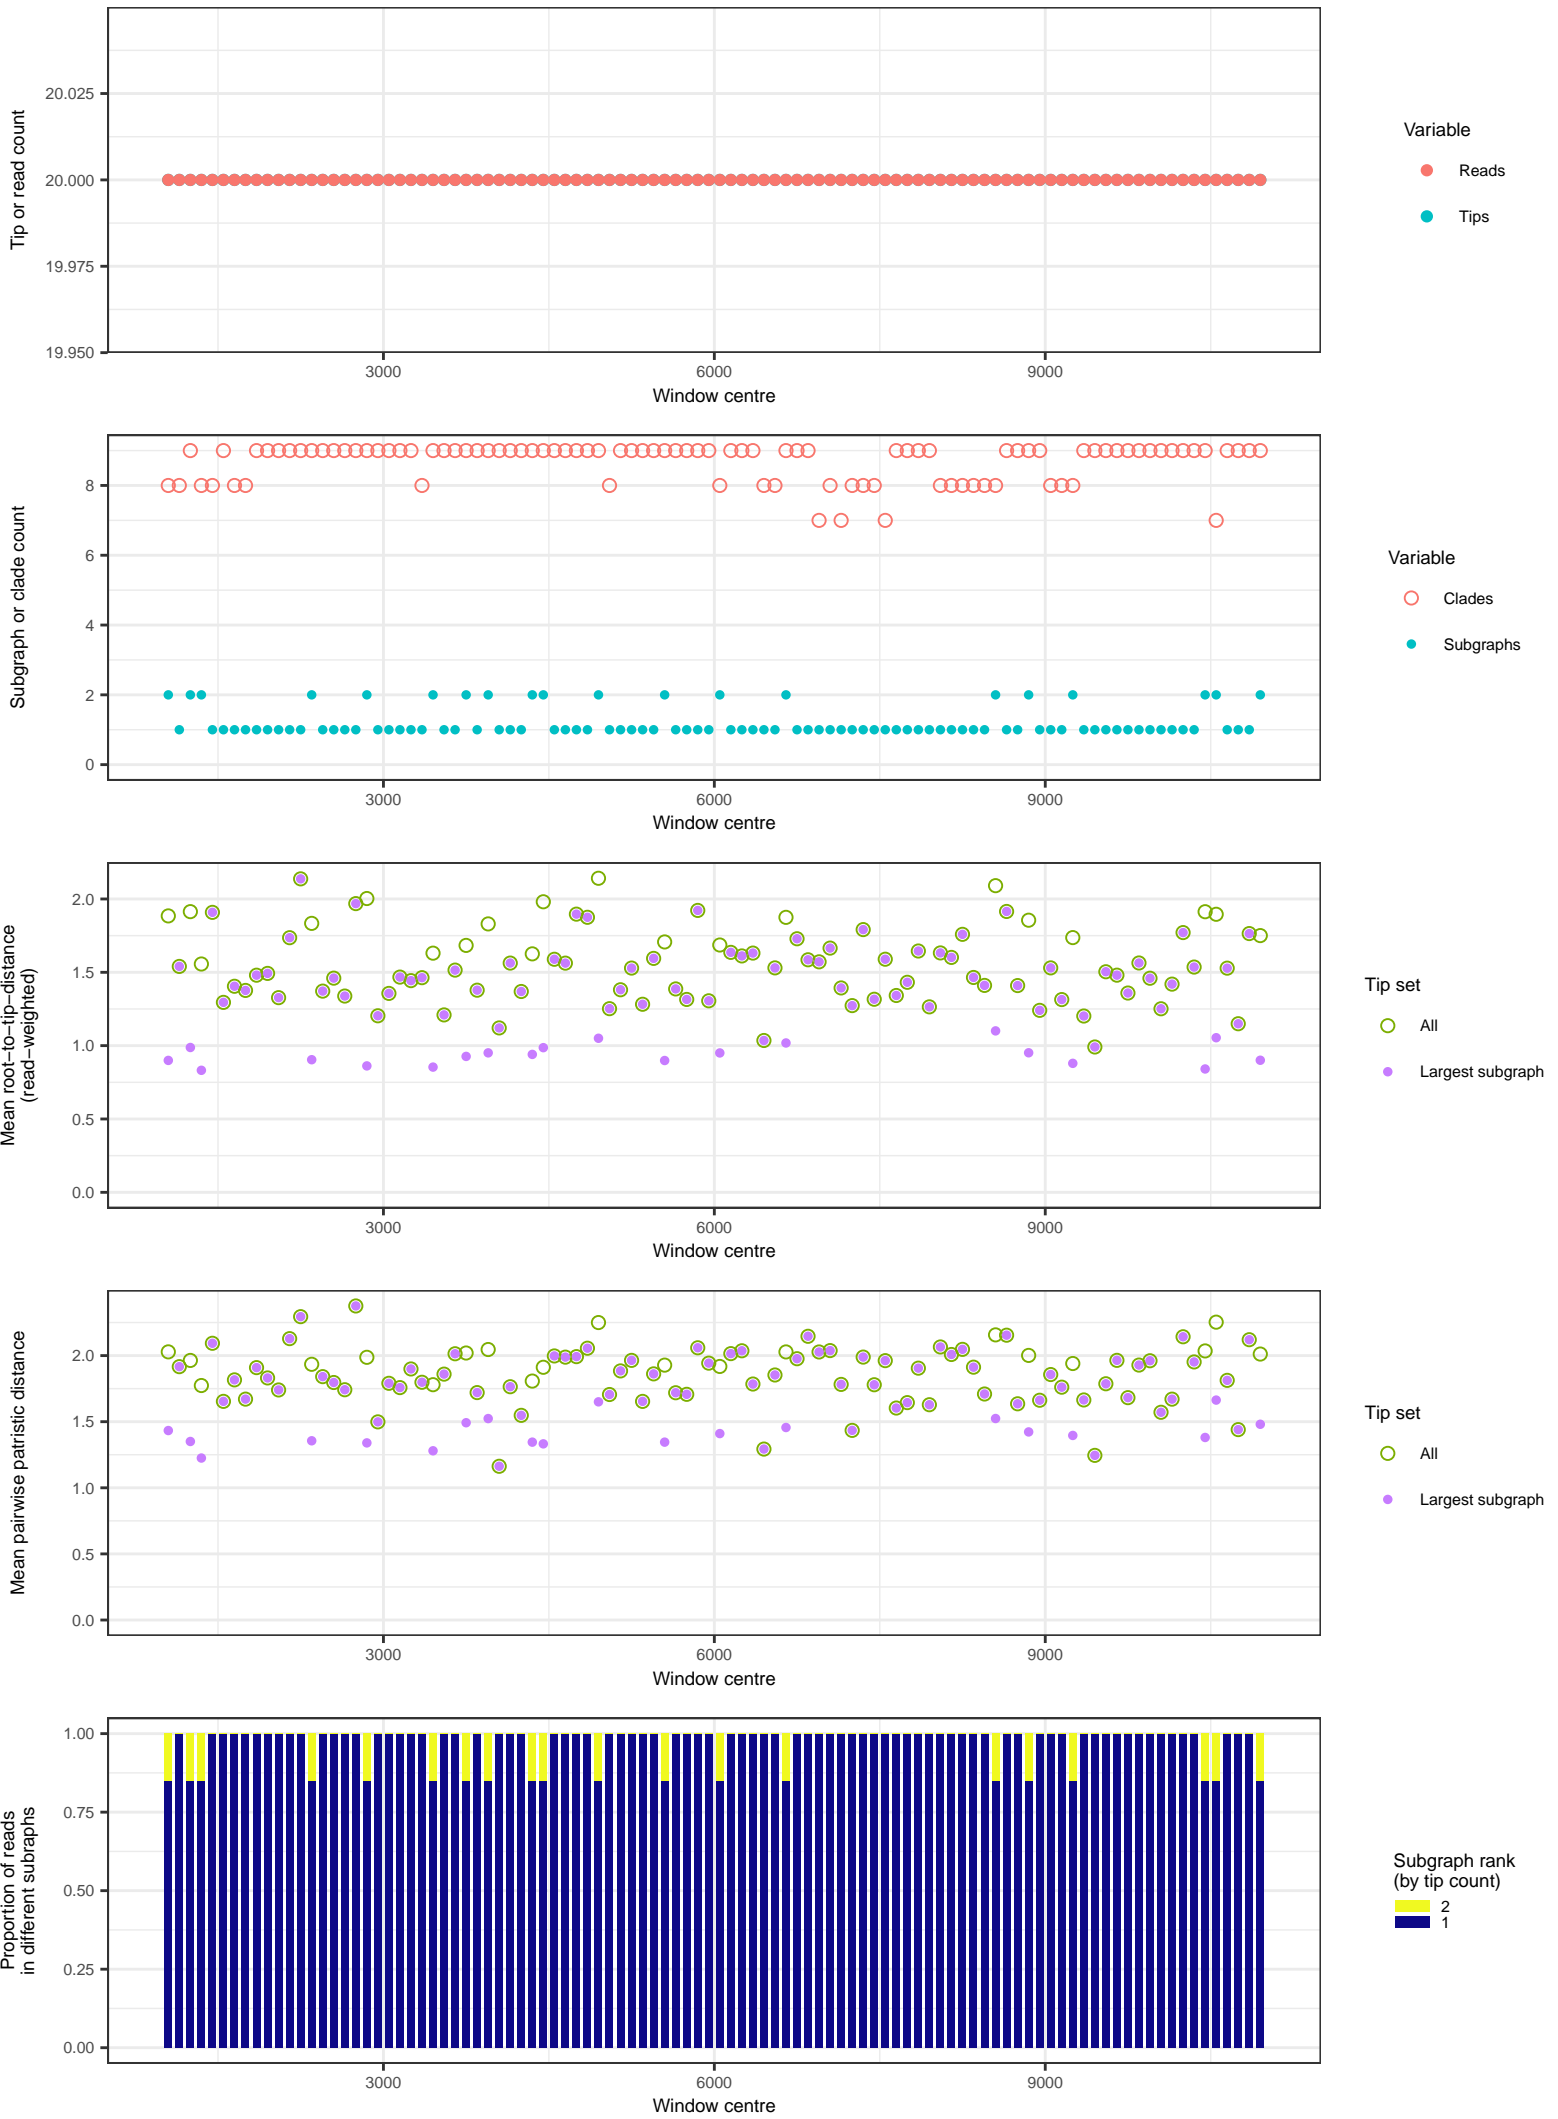 20.025
20.000
19.975
19.950
Tip or read count
3000
6000
9000
Window centre
Variable
Reads
Tips
8
6
4
2
0
Subgraph or clade count
3000
6000
9000
Window centre
Variable
Clades
Subgraphs
2.0
1.5
1.0
0.5
0.0
Mean root−to−tip−distance
(read−weighted)
3000
6000
9000
Window centre
Tip set
All
Largest subgraph
2.0
1.5
1.0
0.5
0.0
Mean pairwise patristic distance
3000
6000
9000
Window centre
Tip set
All
Largest subgraph
1.00
0.75
0.50
0.25
0.00
Proportion of reads
in different subraphs
3000
6000
9000
Window centre
Subgraph rank
(by tip count)
2
1